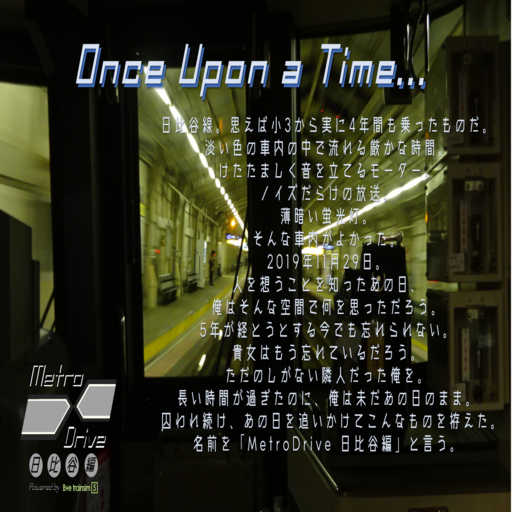 Once Upon a Time...
日比谷線。思えば小3から実に4年間も乗ったものだ。
淡い色の車内の中で流れる厳かな時間
けたたましく音を立てるモーター
ノイズだらけの放送
薄暗い蛍光灯。
そんな車内がよかった。
2019年11月29日。
人を想うことを知ったあの日、
俺はそんな空間で何を思っただろう。
5年が経とうとする今でも忘れられない。
貴女はもう忘れているだろう。
ただのしがない隣人だった俺を。
長い時間が過ぎたのに、俺は未だあの日のまま。
囚われ続け、あの日を追いかけてこんなものを拵えた。
名前を「MetroDrive 日比谷編」と言う。
Metro
Drive
日比谷編
Powered by Bve trainsim 5